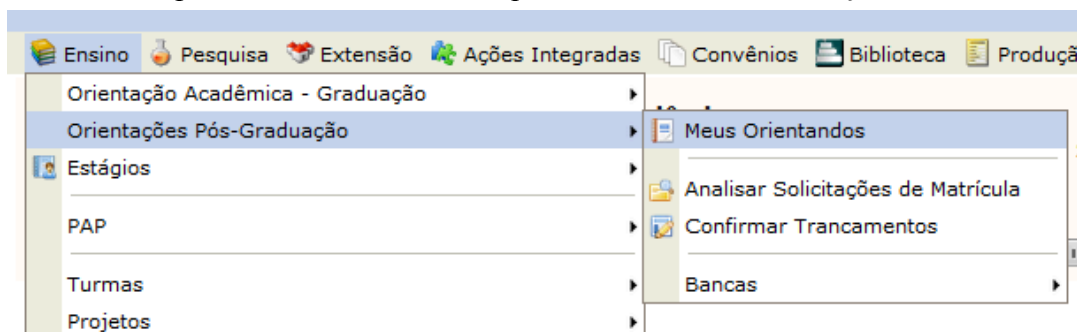 Ensino Pesquisa Extensão Ações Integradas Convênios Biblioteca Produçã
Orientação Acadêmica - Graduação
Orientações Pós-Graduação
Meus Orientandos
Estágios
Analisar Solicitações de Matrícula
PAP
Confirmar Trancamentos
Turmas
Bancas
Projetos